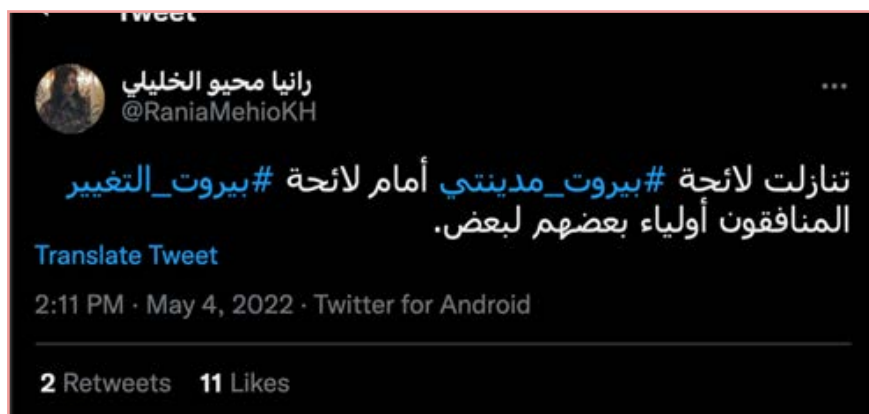 Tweet
رانيا محيو الخليلي
@RaniaMehioKH
تنازلت لائحة #بيروت_مدينتي أمام لائحة #بيروت_التغيير
المنافقون أولياء بعضهم لبعض.
Translate Tweet
2:11 PM · May 4, 2022 · Twitter for Android
2 Retweets 11 Likes